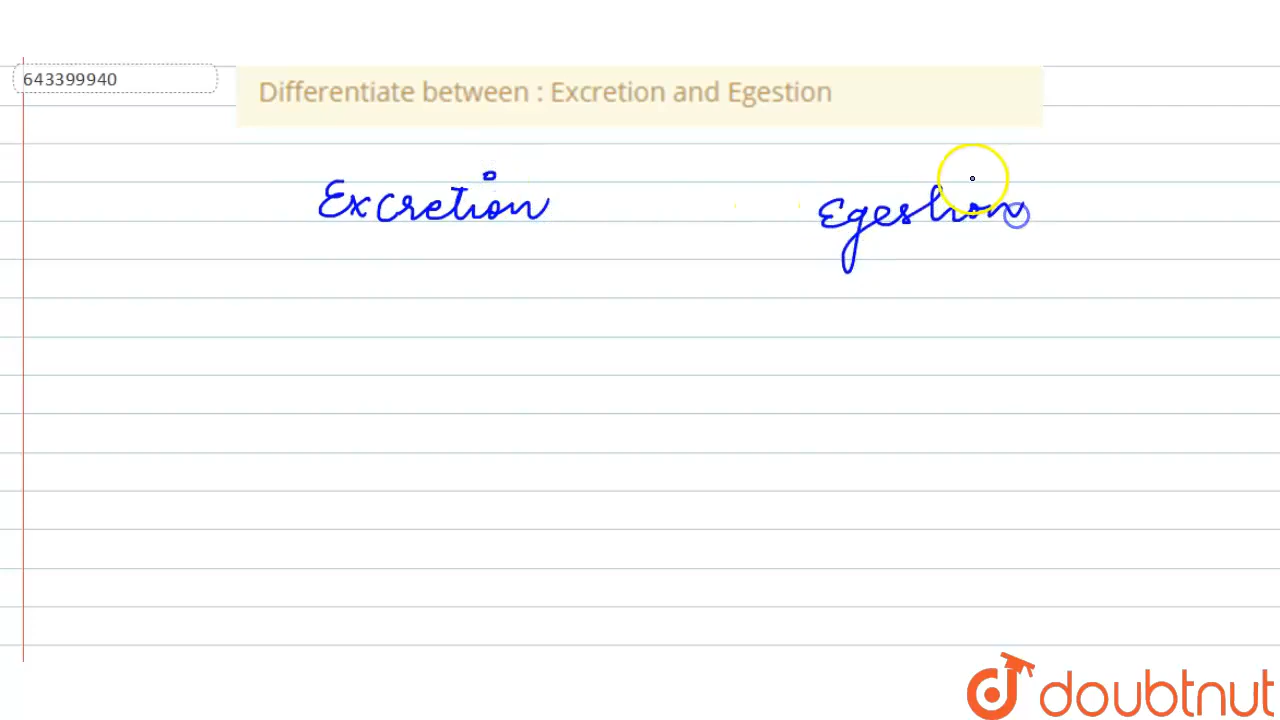 643399940
Differentiate between : Excretion and Egestion
Excretion Egestion
doubtnut